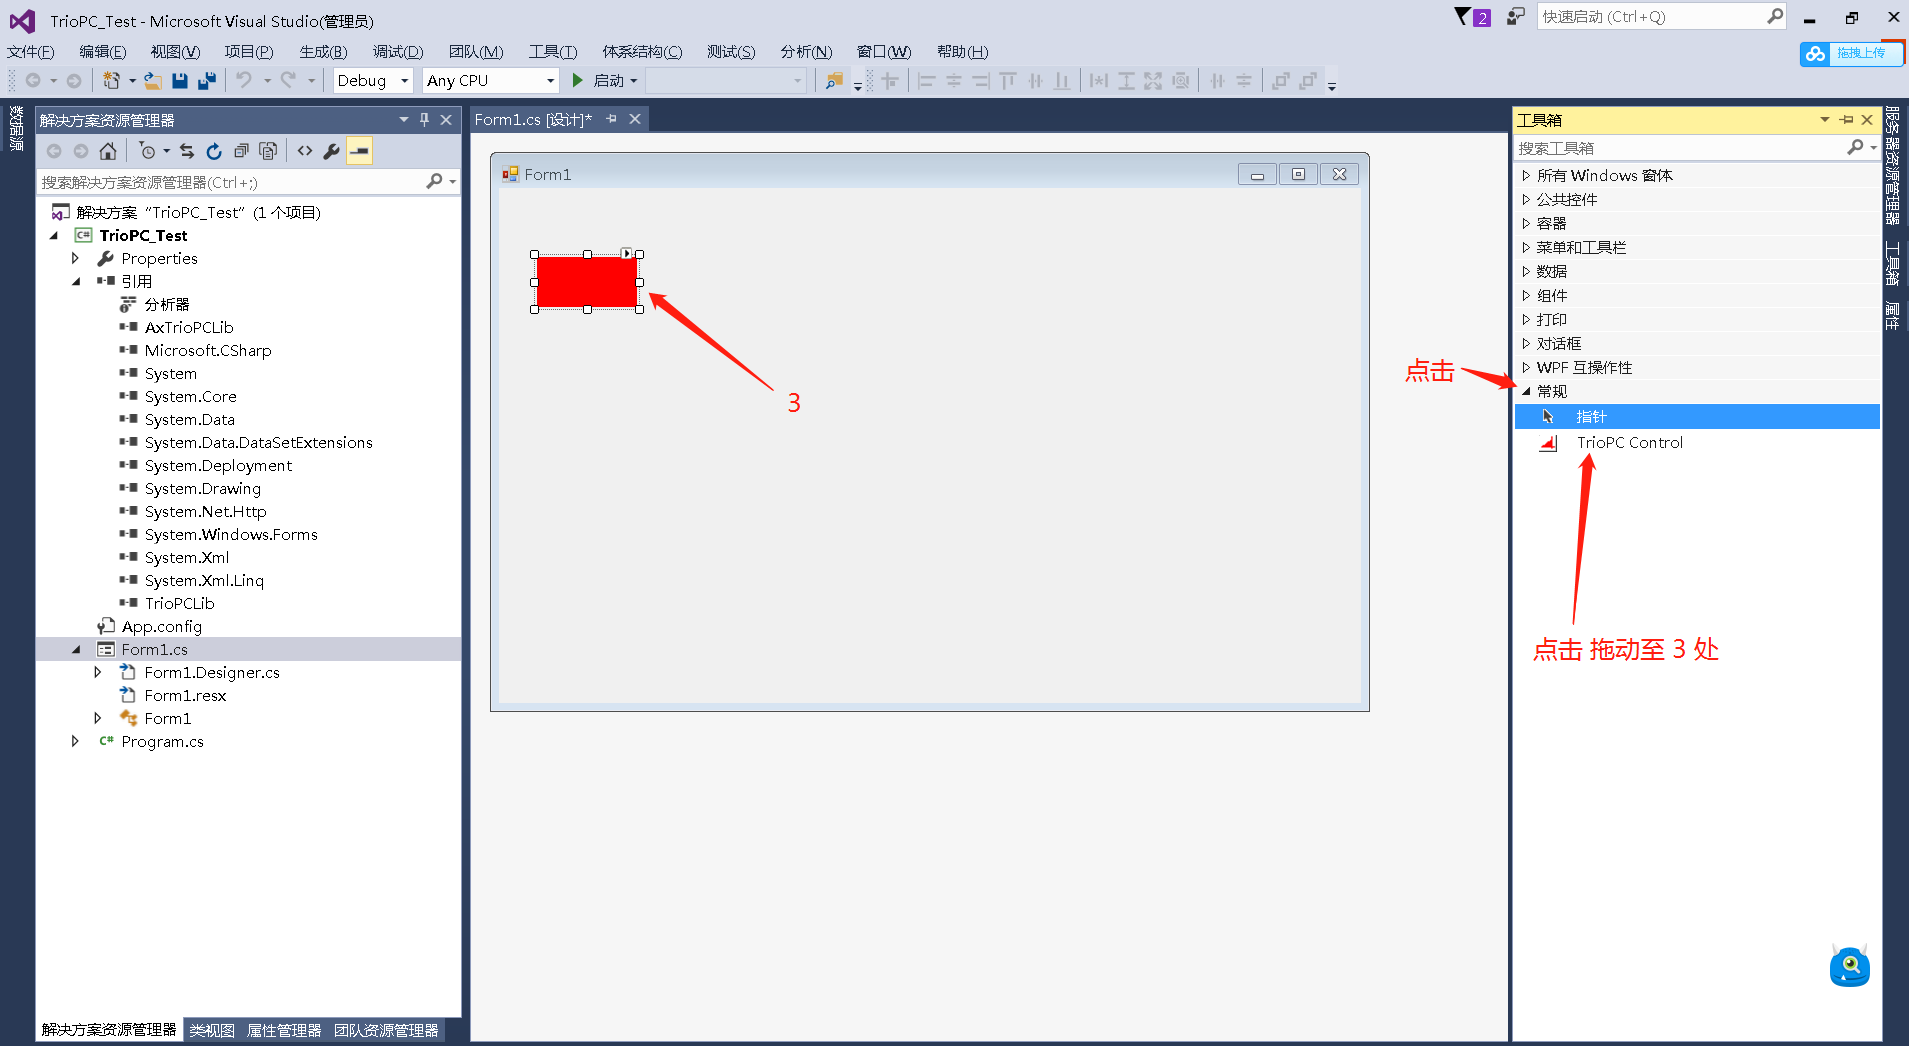 TrioPC_Test - Microsoft Visual Studio(管理员)
2
快速启动 (Ctrl+Q)
文件(F) 编辑(E) 视图(V) 项目(P) 生成(B) 调试(D) 团队(M) 工具(T) 体系结构(C) 测试(S) 分析(N) 窗口(W) 帮助(H)
拖拽上传
Debug Any CPU 启动
数据源
解决方案资源管理器
搜索解决方案资源管理器(Ctrl+;)
解决方案 "TrioPC_Test" (1 个项目)
TrioPC_Test
Properties
引用
分析器
AxTrioPCLib
Microsoft.CSharp
System
System.Core
System.Data
System.Data.DataSetExtensions
System.Deployment
System.Drawing
System.Net.Http
System.Windows.Forms
System.Xml
System.Xml.Linq
TrioPCLib
App.config
Form1.cs
Form1.Designer.cs
Form1.resx
Form1
C# Program.cs
解决方案资源管理器 类视图 属性管理器 团队资源管理器
Form1.cs [设计]*
Form1
3
点击
工具箱
搜索工具箱
所有 Windows 窗体
公共控件
容器
菜单和工具栏
数据
组件
打印
对话框
WPF 互操作性
常规
指针
TrioPC Control
点击 拖动至 3 处
服务器资源管理器
工具箱
属性